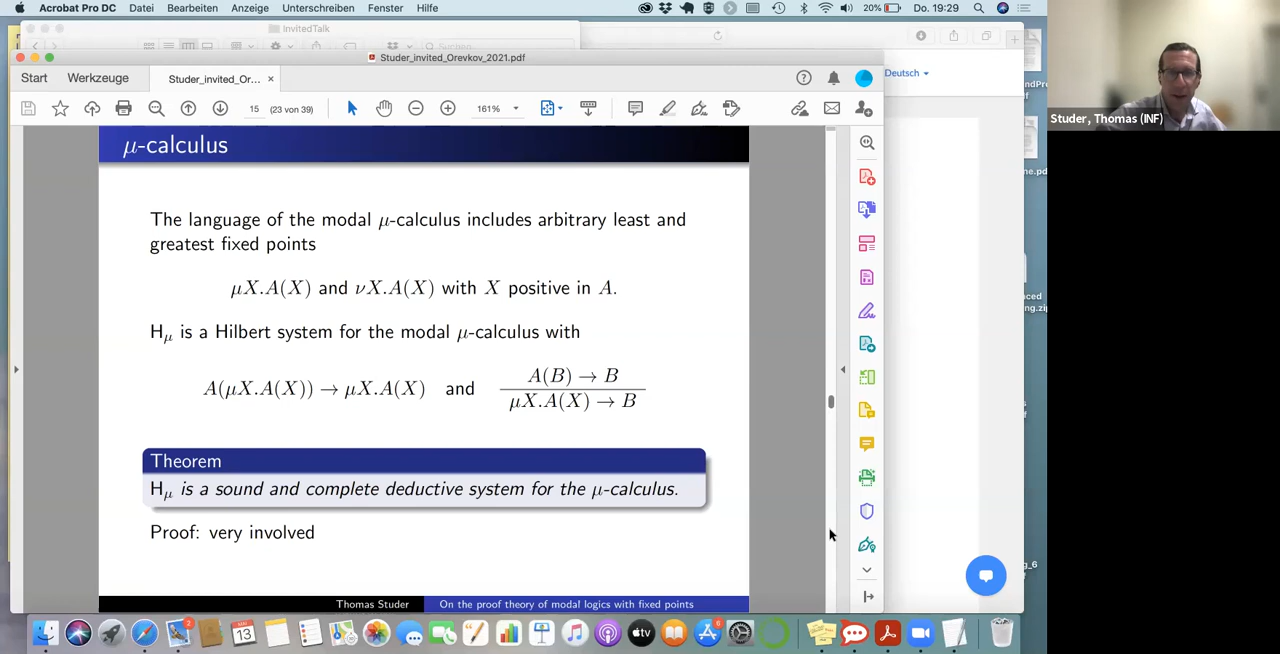 Acrobat Pro DC Datei Bearbeiten Anzeige Unterschreiben Fenster Hilfe 20% Do. 19:29
InvitedTalk
Suchen
Studer_invited_Orevkov_2021.pdf
Start Werkzeuge Studer_invited_Or... × Deutsch
15 (23 von 39) 161%
Studer, Thomas (INF)
μ-calculus
The language of the modal μ-calculus includes arbitrary least and
greatest fixed points
μX.A(X) and νX.A(X) with X positive in A.
H_μ is a Hilbert system for the modal μ-calculus with
A(μX.A(X)) → μX.A(X) and
A(B) → B
μX.A(X) → B
Theorem
H_μ is a sound and complete deductive system for the μ-calculus.
Proof: very involved
Thomas Studer On the proof theory of modal logics with fixed points
MAI
13
tv